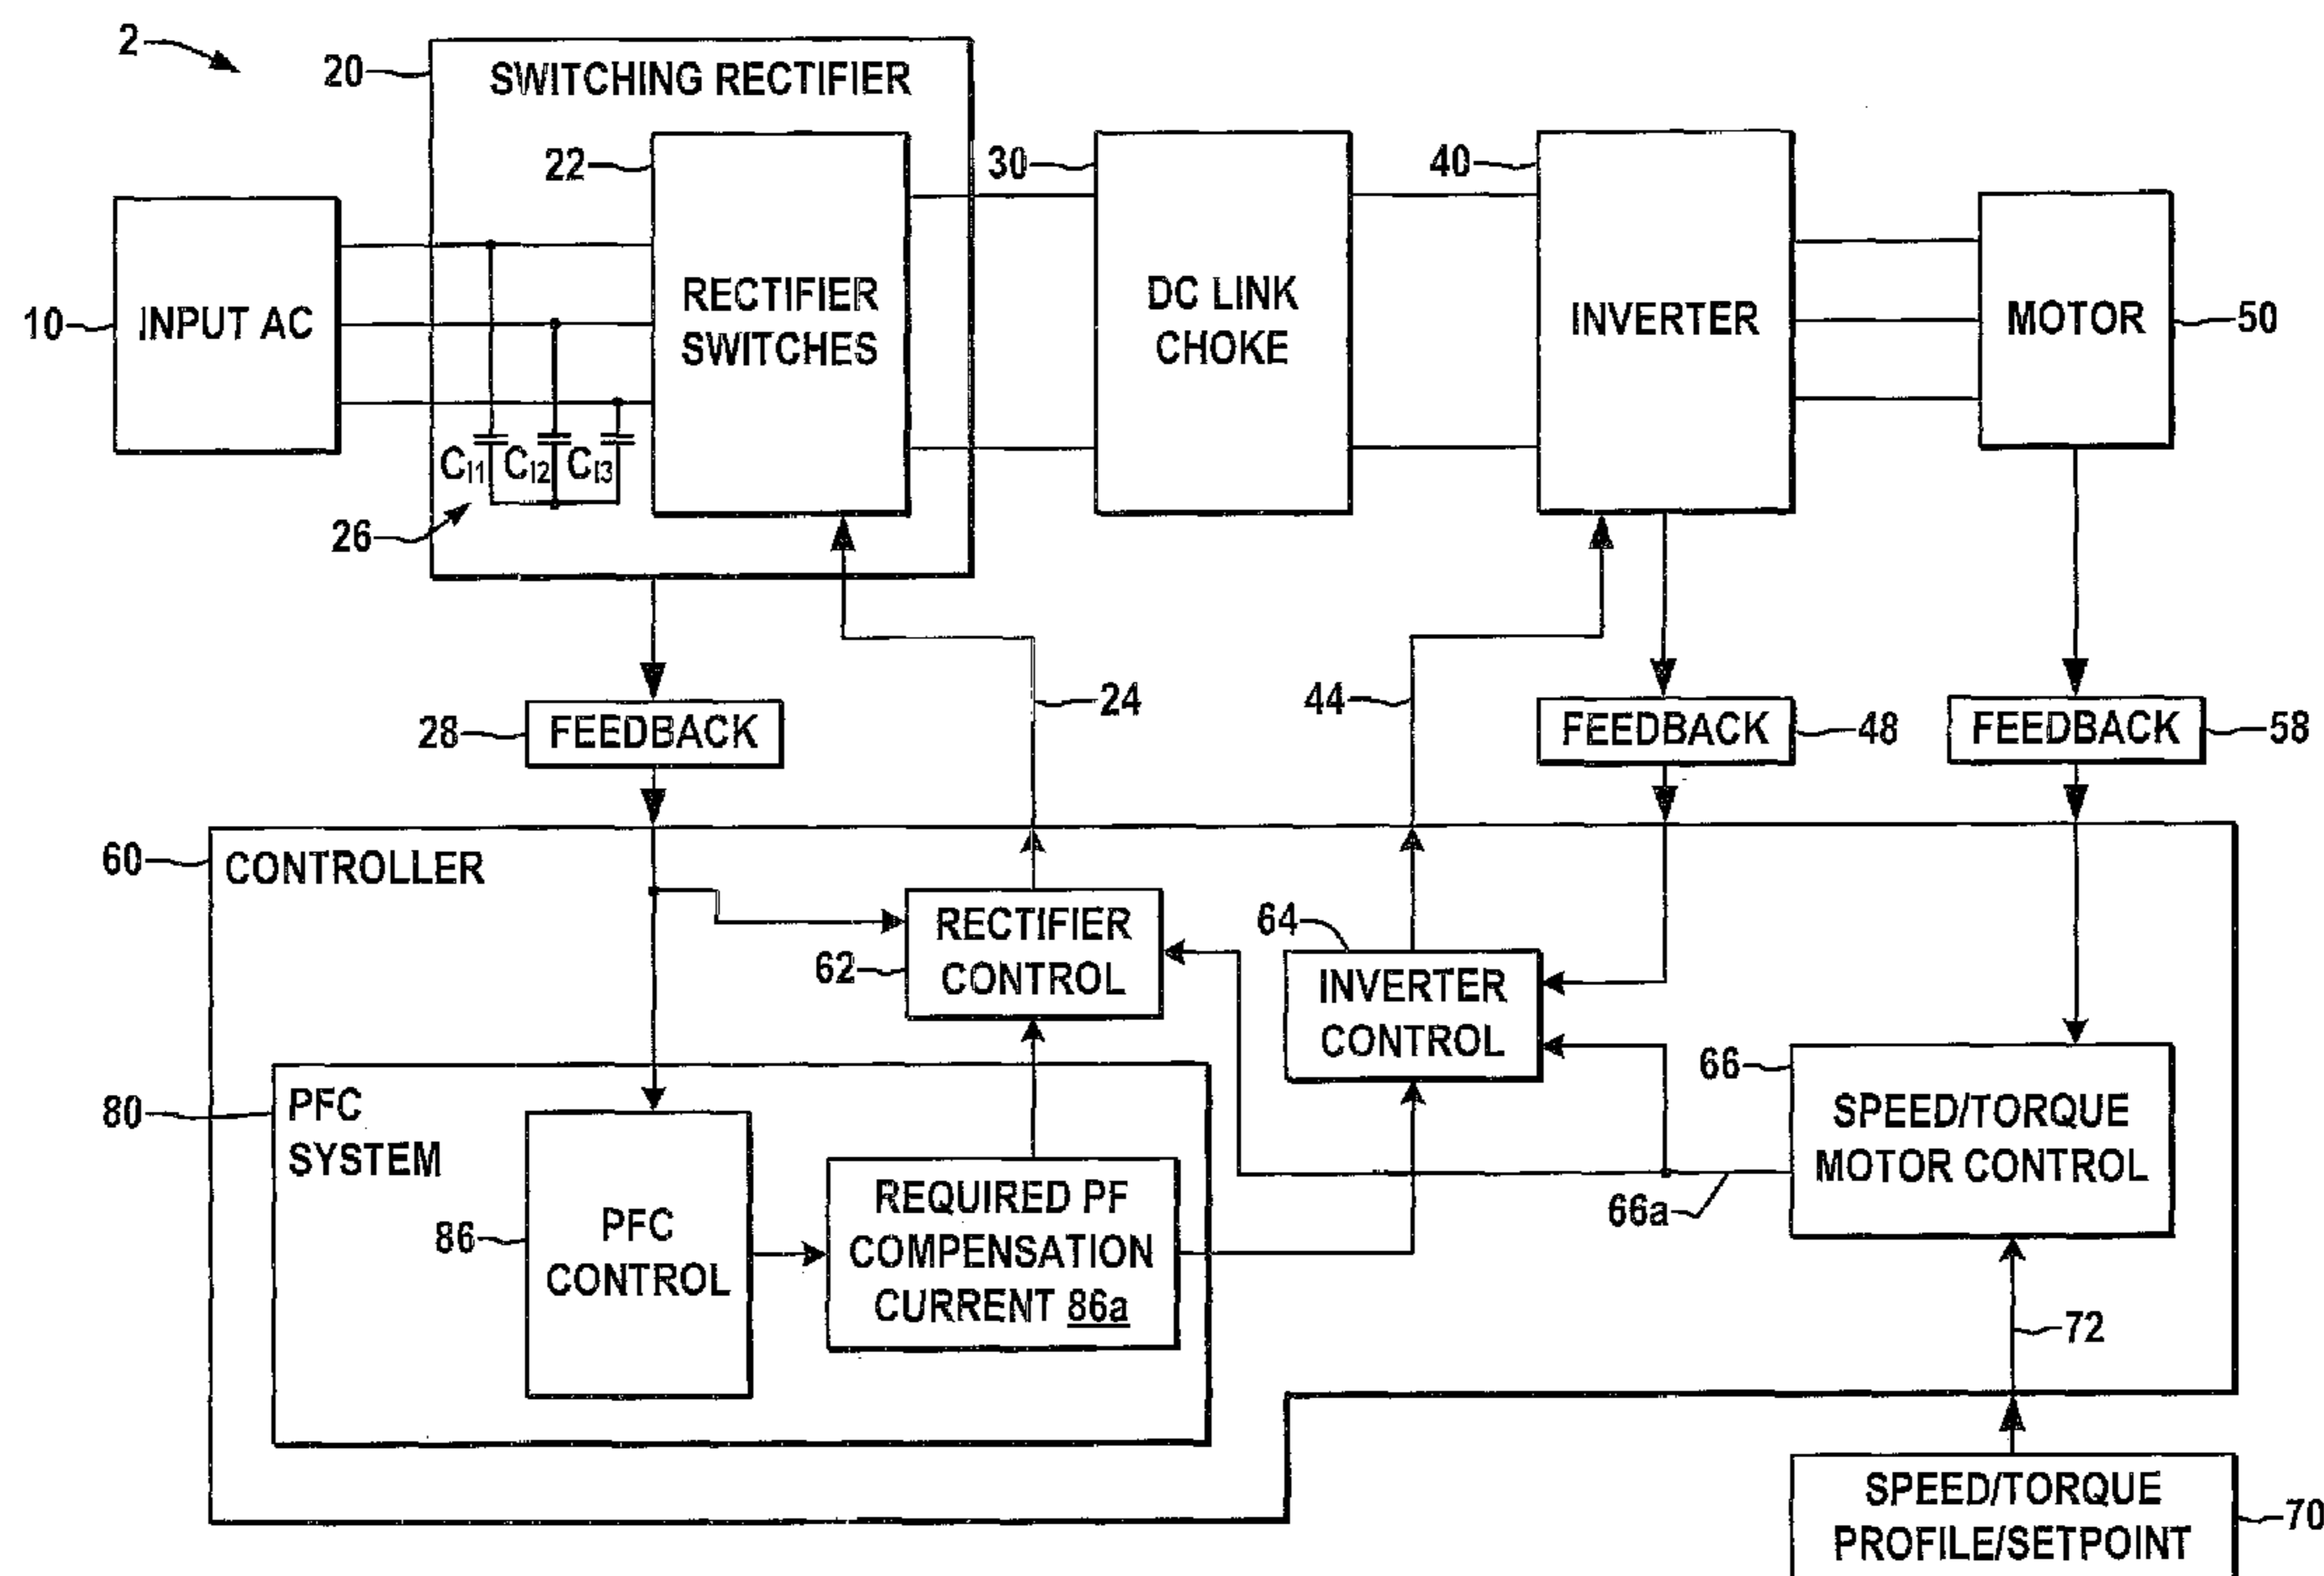 2
20
SWITCHING RECTIFIER
22
30
40
10
INPUT AC
RECTIFIER
SWITCHES
DC LINK
CHOKE
INVERTER
MOTOR
50
CI1 CI2 CI3
26
24
44
28
FEEDBACK
FEEDBACK
48
FEEDBACK
58
60
CONTROLLER
62
RECTIFIER
CONTROL
64
INVERTER
CONTROL
66
SPEED/TORQUE
MOTOR CONTROL
66a
80
PFC
SYSTEM
86
PFC
CONTROL
REQUIRED PF
COMPENSATION
CURRENT 86a
72
SPEED/TORQUE
PROFILE/SETPOINT
70